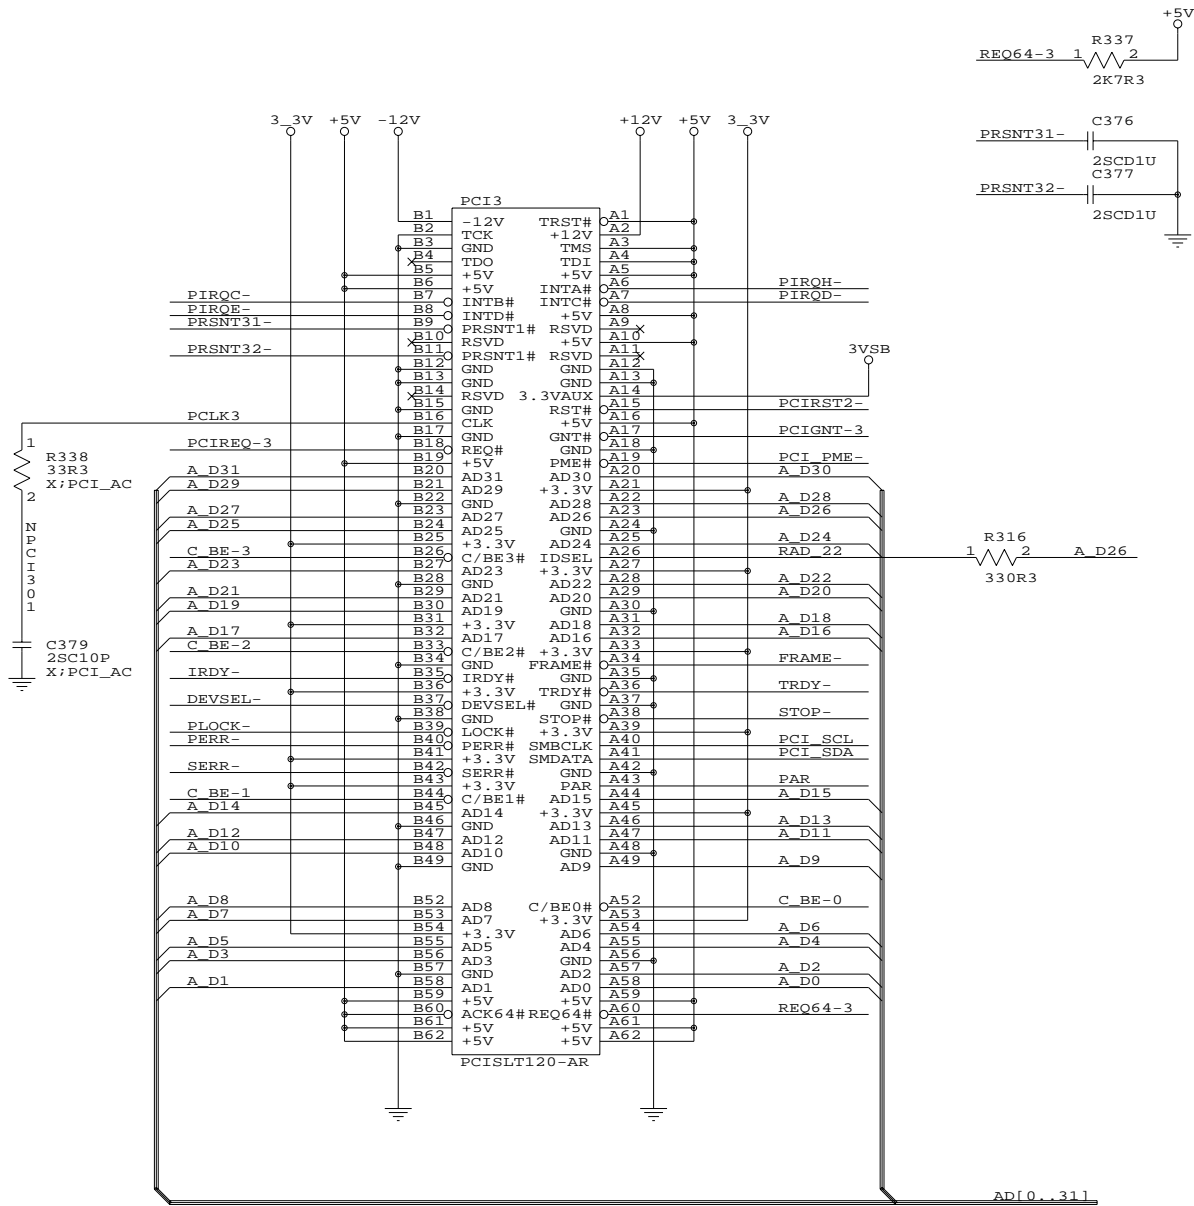 +5V
R337
REQ64-3 1 2
2K7R3
3_3V +5V -12V +12V +5V 3_3V
C376
PRSNT31-
2SCD1U
C377
PRSNT32-
2SCD1U
PCI3
B1 -12V TRST# A1
B2 TCK +12V A2
B3 GND TMS A3
B4 TDO TDI A4
B5 +5V +5V A5
B6 +5V INTA# A6 PIRQH-
PIRQC- B7 INTB# INTC# A7 PIRQD-
PIRQE- B8 INTD# +5V A8
PRSNT31- B9 PRSNT1# RSVD A9
B10 RSVD +5V A10
PRSNT32- B11 PRSNT1# RSVD A11
3VSB
B12 GND GND A12
B13 GND GND A13
B14 RSVD 3.3VAUX A14
B15 GND RST# A15 PCIRST2-
PCLK3 B16 CLK +5V A16
B17 GND GNT# A17 PCIGNT-3
PCIREQ-3 B18 REQ# GND A18
B19 +5V PME# A19 PCI_PME-
A_D31 B20 AD31 AD30 A20 A_D30
A_D29 B21 AD29 +3.3V A21
B22 GND AD28 A22 A_D28
A_D27 B23 AD27 AD26 A23 A_D26
A_D25 B24 AD25 GND A24
B25 +3.3V AD24 A25 A_D24
C_BE-3 B26 C/BE3# IDSEL A26 RAD_22
A_D23 B27 AD23 +3.3V A27
B28 GND AD22 A28 A_D22
A_D21 B29 AD21 AD20 A29 A_D20
A_D19 B30 AD19 GND A30
B31 +3.3V AD18 A31 A_D18
A_D17 B32 AD17 AD16 A32 A_D16
C_BE-2 B33 C/BE2# +3.3V A33
B34 GND FRAME# A34 FRAME-
IRDY- B35 IRDY# GND A35
B36 +3.3V TRDY# A36 TRDY-
DEVSEL- B37 DEVSEL# GND A37
B38 GND STOP# A38 STOP-
PLOCK- B39 LOCK# +3.3V A39
PERR- B40 PERR# SMBCLK A40 PCI_SCL
B41 +3.3V SMDATA A41 PCI_SDA
SERR- B42 SERR# GND A42
B43 +3.3V PAR A43 PAR
C_BE-1 B44 C/BE1# AD15 A44 A_D15
A_D14 B45 AD14 +3.3V A45
B46 GND AD13 A46 A_D13
A_D12 B47 AD12 AD11 A47 A_D11
A_D10 B48 AD10 GND A48
B49 GND AD9 A49 A_D9
A_D8 B52 AD8 C/BE0# A52 C_BE-0
A_D7 B53 AD7 +3.3V A53
B54 +3.3V AD6 A54 A_D6
A_D5 B55 AD5 AD4 A55 A_D4
A_D3 B56 AD3 GND A56
B57 GND AD2 A57 A_D2
A_D1 B58 AD1 AD0 A58 A_D0
B59 +5V +5V A59
B60 ACK64# REQ64# A60 REQ64-3
B61 +5V +5V A61
B62 +5V +5V A62
PCISLT120-AR
1
R338
33R3
X;PCI_AC
2
NPCI301
C379
2SC10P
X;PCI_AC
R316
1 2 A_D26
330R3
AD[0..31]